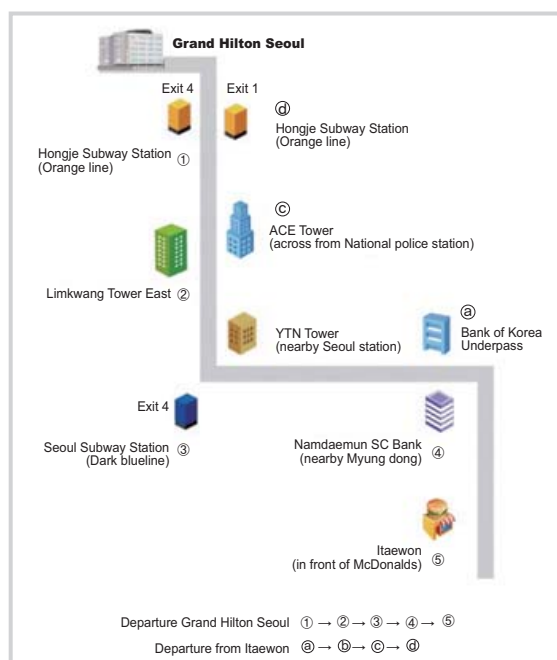 Grand Hilton Seoul
Exit 4
Exit 1
ⓓ
Hongje Subway Station
(Orange line)
Hongje Subway Station ①
(Orange line)
ⓒ
ACE Tower
(across from National police station)
Limkwang Tower East ②
YTN Tower
(nearby Seoul station)
ⓐ
Bank of Korea
Underpass
Exit 4
Seoul Subway Station ③
(Dark blueline)
Namdaemun SC Bank
(nearby Myung dong) ④
Itaewon
(in front of McDonalds) ⑤
Departure Grand Hilton Seoul ① → ② → ③ → ④ → ⑤
Departure from Itaewon ⓐ → ⓑ → ⓒ → ⓓ